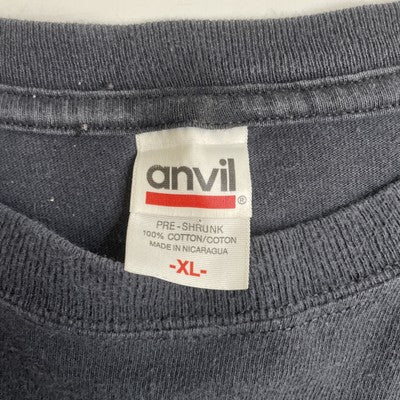 anvil®
PRE-SHRUNK
100% COTTON/COTON
MADE IN NICARAGUA
-XL-